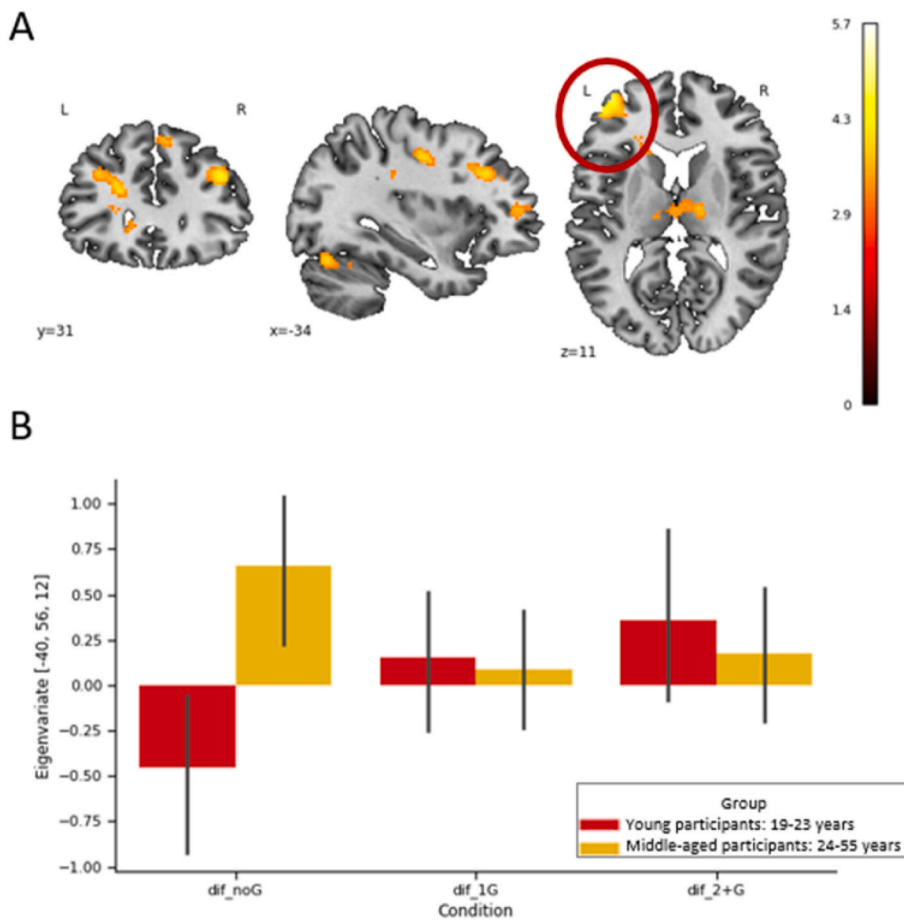 A
L
R
y=31
x=-34
L
R
z=11
5.7
4.3
2.9
1.4
0
B
Eigenvariate [-40, 56, 12]
1.00
0.75
0.50
0.25
0.00
−0.25
−0.50
−0.75
−1.00
dif_noG
dif_1G
dif_2+G
Condition
Group
Young participants: 19-23 years
Middle-aged participants: 24-55 years